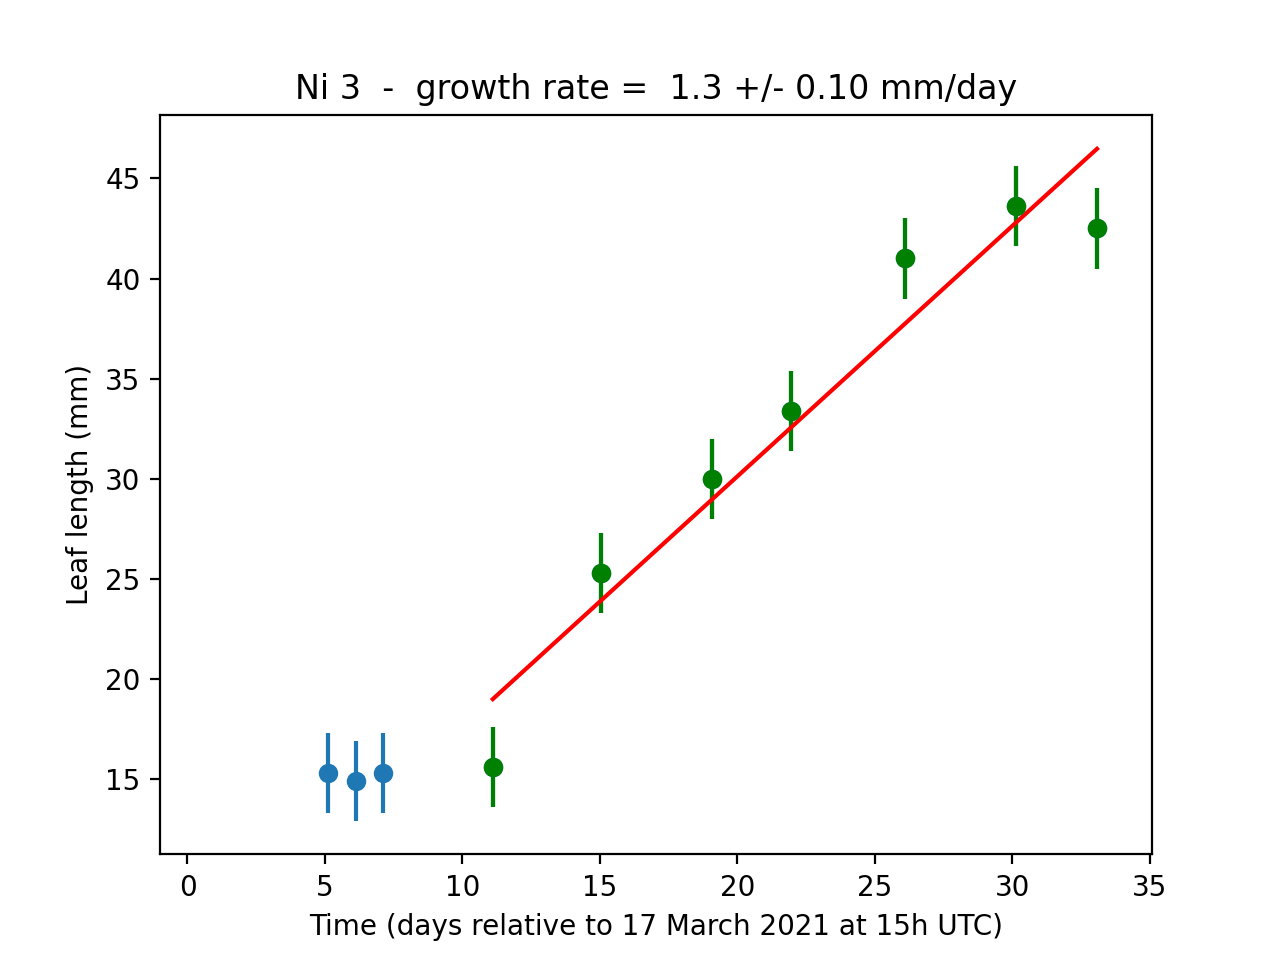 Ni 3  -  growth rate =  1.3 +/- 0.10 mm/day
45
40
35
30
25
20
15
Leaf length (mm)
0 5 10 15 20 25 30 35
Time (days relative to 17 March 2021 at 15h UTC)